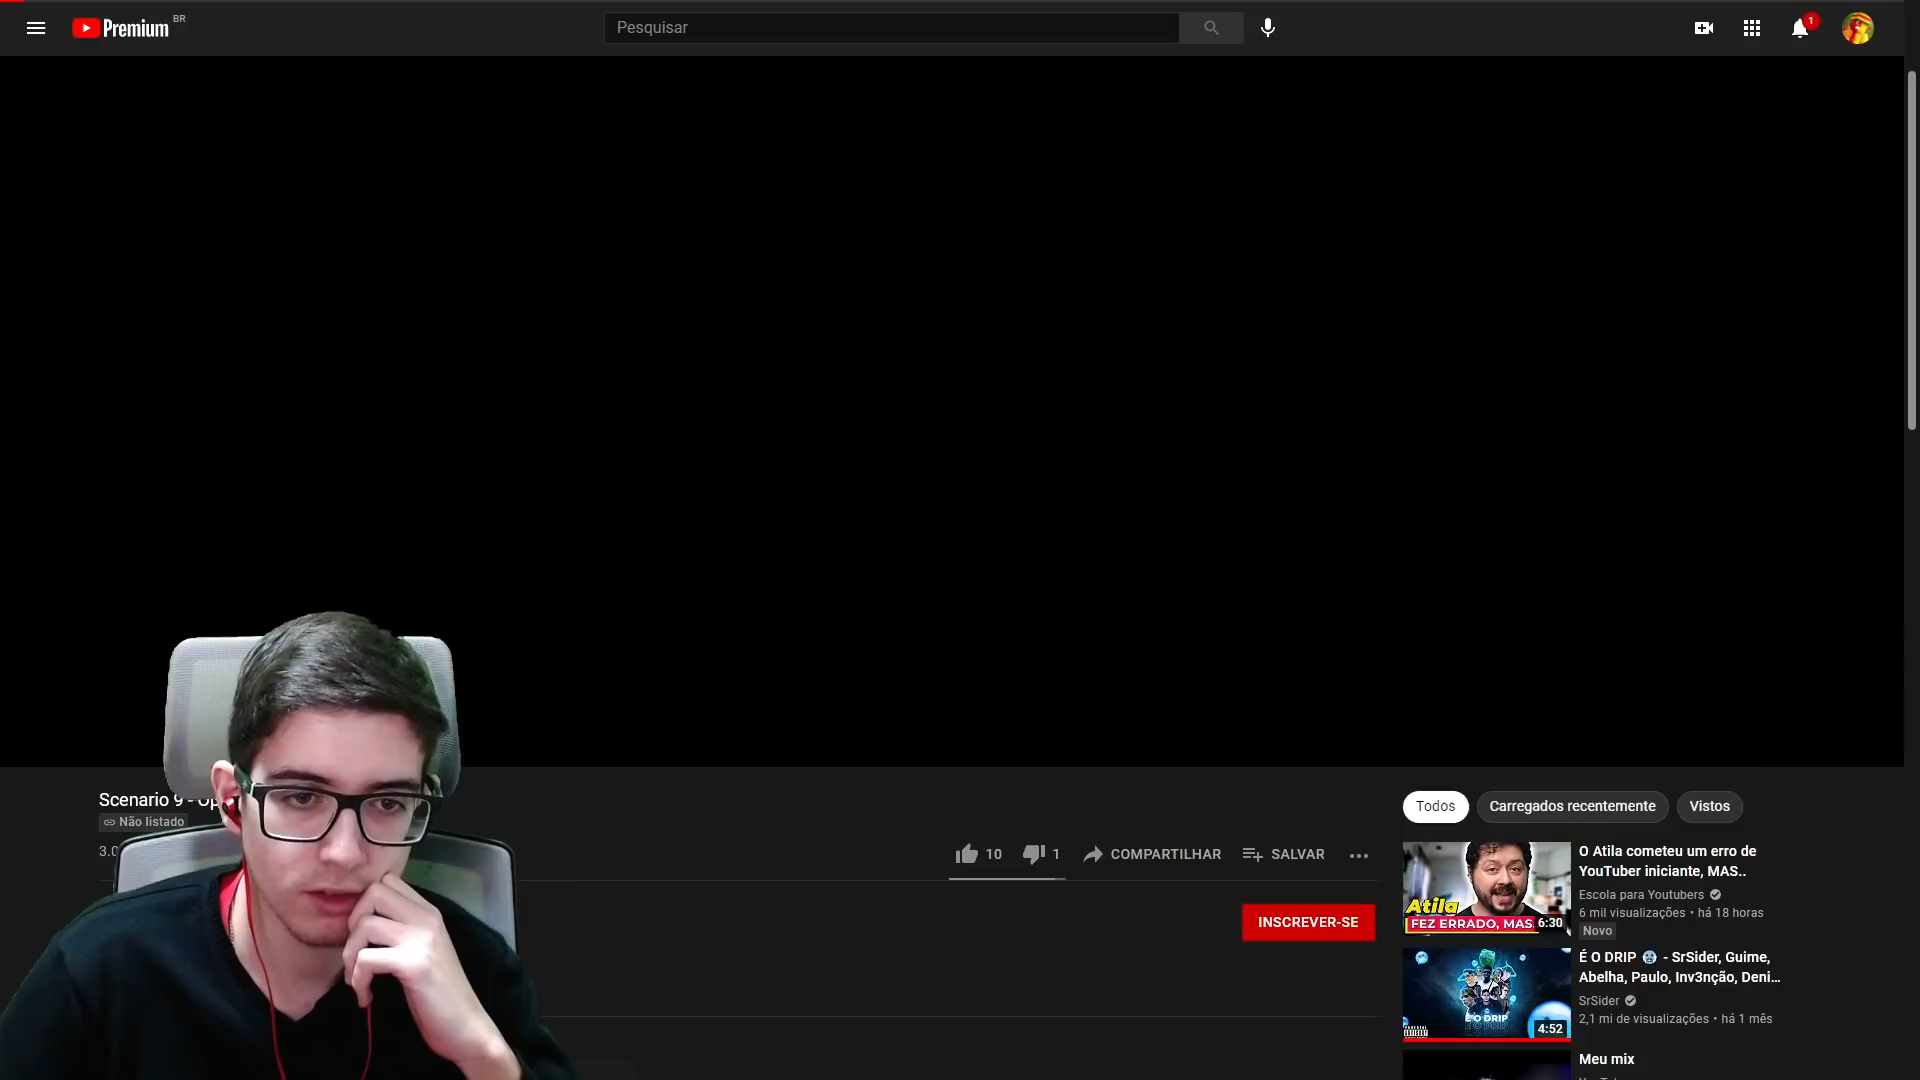 Premium
BR
Pesquisar
1
Scenario 9 - Op
Não listado
3.0
10
1
COMPARTILHAR
SALVAR
INSCREVER-SE
Todos
Carregados recentemente
Vistos
Atila
FEZ ERRADO, MAS.
6:30
O Atila cometeu um erro de
YouTuber iniciante, MAS..
Escola para Youtubers
6 mil visualizações • há 18 horas
Novo
É O DRIP
4:52
É O DRIP 🥶 - SrSider, Guime,
Abelha, Paulo, Inv3nção, Deni...
SrSider
2,1 mi de visualizações • há 1 mês
Meu mix